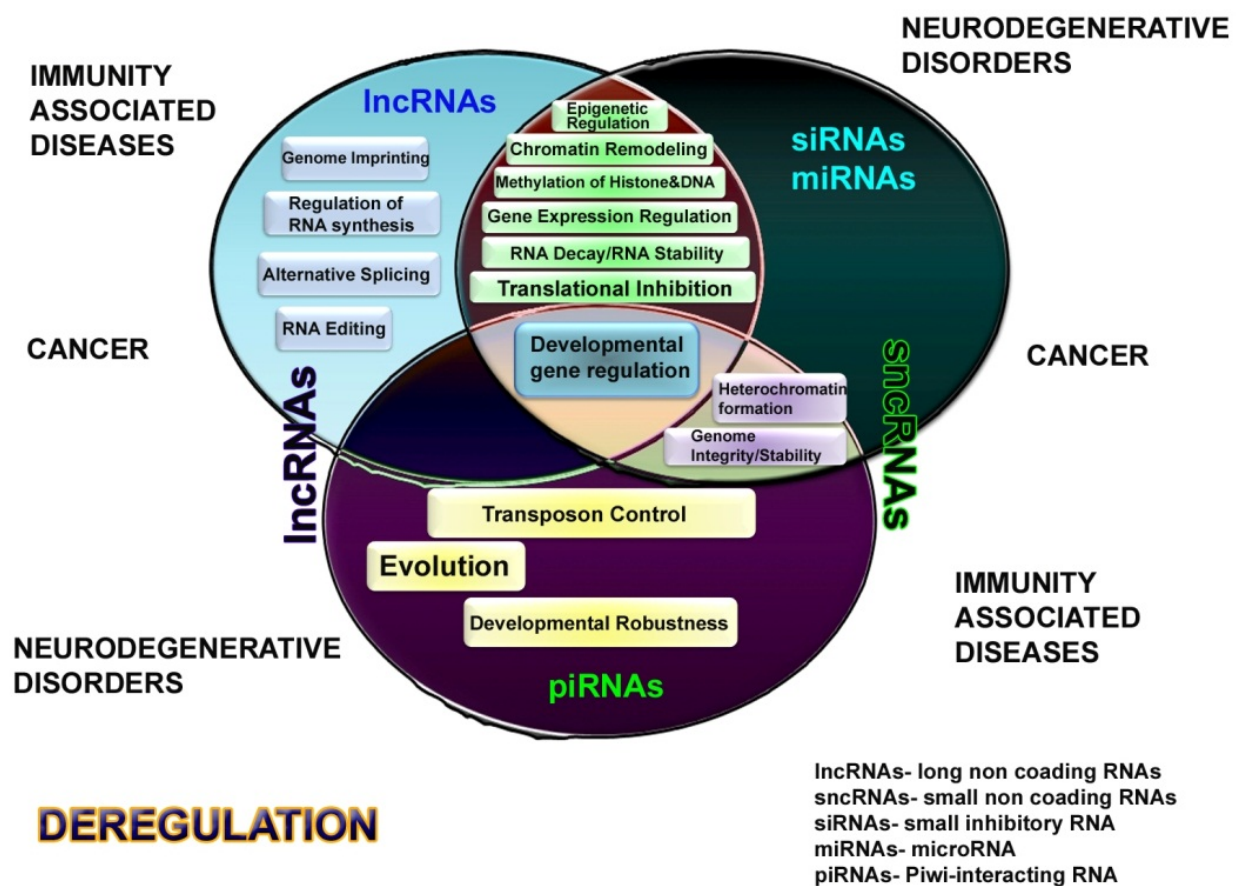 NEURODEGENERATIVE
DISORDERS
IMMUNITY
ASSOCIATED
DISEASES
lncRNAs
Genome Imprinting
Regulation of
RNA synthesis
Alternative Splicing
RNA Editing
Epigenetic
Regulation
Chromatin Remodeling
Methylation of Histone&DNA
Gene Expression Regulation
RNA Decay/RNA Stability
Translational Inhibition
siRNAs
miRNAs
CANCER
CANCER
Developmental
gene regulation
Heterochromatin
formation
Genome
Integrity/Stability
lncRNAs
sncRNAs
Transposon Control
Evolution
Developmental Robustness
piRNAs
IMMUNITY
ASSOCIATED
DISEASES
NEURODEGENERATIVE
DISORDERS
DEREGULATION
lncRNAs- long non coading RNAs
sncRNAs- small non coading RNAs
siRNAs- small inhibitory RNA
miRNAs- microRNA
piRNAs- Piwi-interacting RNA